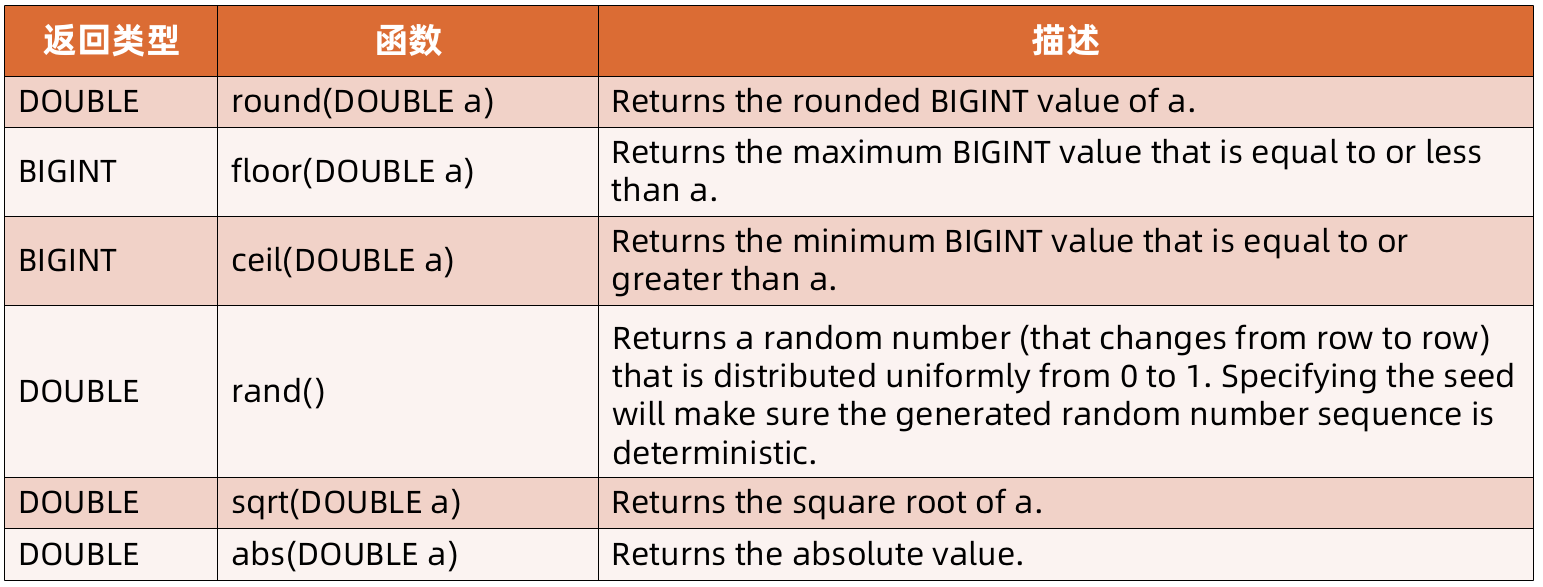 返回类型 函数 描述
DOUBLE round(DOUBLE a) Returns the rounded BIGINT value of a.
BIGINT floor(DOUBLE a) Returns the maximum BIGINT value that is equal to or less
than a.
BIGINT ceil(DOUBLE a) Returns the minimum BIGINT value that is equal to or
greater than a.
DOUBLE rand() Returns a random number (that changes from row to row)
that is distributed uniformly from 0 to 1. Specifying the seed
will make sure the generated random number sequence is
deterministic.
DOUBLE sqrt(DOUBLE a) Returns the square root of a.
DOUBLE abs(DOUBLE a) Returns the absolute value.